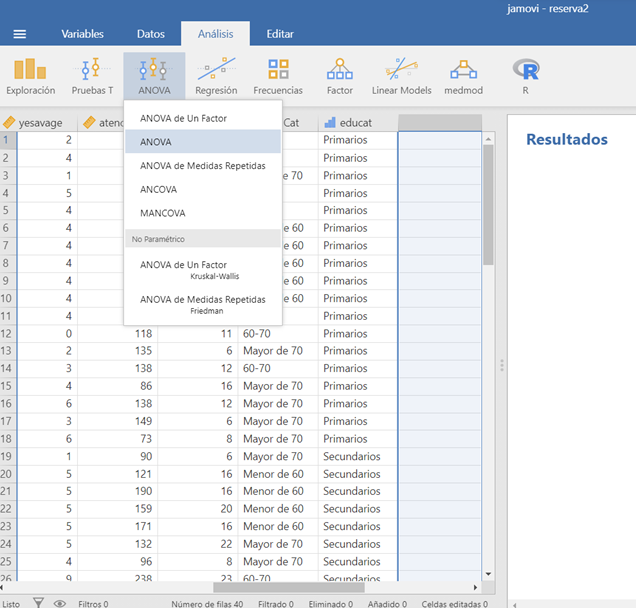 jamovi - reserva2
Variables Datos Análisis Editar
Exploración Pruebas T ANOVA Regresión Frecuencias Factor Linear Models medmod R
R
yesavage Cat educat
ANOVA de Un Factor
ANOVA
ANOVA de Medidas Repetidas
ANCOVA
MANCOVA
No Paramétrico
ANOVA de Un Factor
Kruskal-Wallis
ANOVA de Medidas Repetidas
Friedman
Resultados
1 2 Primarios
2 4 Primarios
3 1 e 70 Primarios
4 5 Primarios
5 4 Primarios
6 4 e 60 Primarios
7 4 e 60 Primarios
8 4 e 60 Primarios
9 4 e 60 Primarios
10 4 e 60 Primarios
11 4 Primarios
12 0 118 11 60-70 Primarios
13 2 135 6 Mayor de 70 Primarios
14 3 138 12 60-70 Primarios
15 4 86 16 Mayor de 70 Primarios
16 6 138 12 Mayor de 70 Primarios
17 3 149 6 Mayor de 70 Primarios
18 6 73 8 Mayor de 70 Primarios
19 1 90 6 Mayor de 70 Secundarios
20 5 121 16 Menor de 60 Secundarios
21 5 190 16 Menor de 60 Secundarios
22 5 159 20 Menor de 60 Secundarios
23 5 171 16 Menor de 60 Secundarios
24 5 132 22 Mayor de 70 Secundarios
25 4 96 8 Mayor de 70 Secundarios
26 9 238 23 60-70 Secundarios
Listo Filtros 0 Número de filas 40 Filtrado 0 Eliminado 0 Añadido 0 Celdas editadas 0